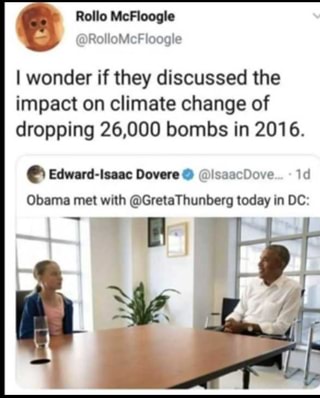 Rollo McFloogle
@RolloMcFloogle
I wonder if they discussed the
impact on climate change of
dropping 26,000 bombs in 2016.
Edward-Isaac Dovere @IsaacDove... · 1d
Obama met with @GretaThunberg today in DC: